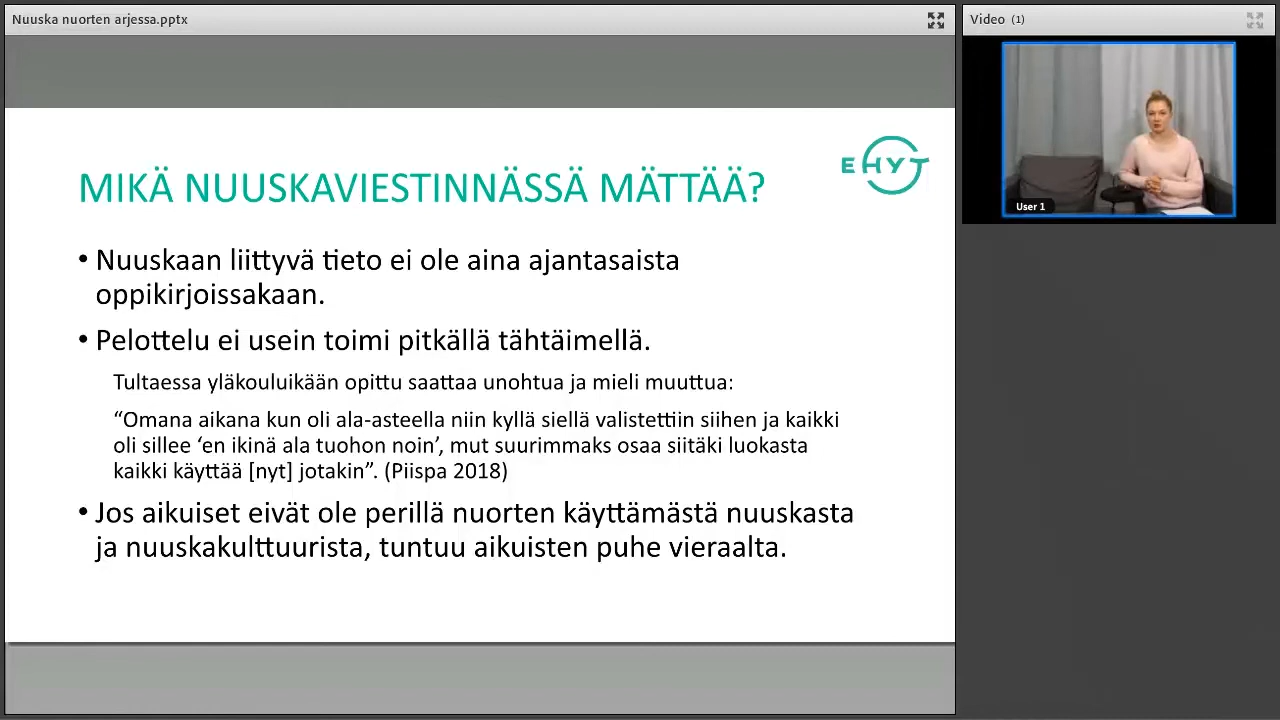 Nuuska nuorten arjessa.pptx
Video (1)
User 1
EHYT
MIKÄ NUUSKAVIESTINNÄSSÄ MÄTTÄÄ?
• Nuuskaan liittyvä tieto ei ole aina ajantasaista
oppikirjoissakaan.
• Pelottelu ei usein toimi pitkällä tähtäimellä.
Tultaessa yläkouluikään opittu saattaa unohtua ja mieli muuttua:
“Omana aikana kun oli ala-asteella niin kyllä siellä valistettiin siihen ja kaikki
oli sillee ‘en ikinä ala tuohon noin’, mut suurimmaks osaa siitäki luokasta
kaikki käyttää [nyt] jotakin”. (Piispa 2018)
• Jos aikuiset eivät ole perillä nuorten käyttämästä nuuskasta
ja nuuskakulttuurista, tuntuu aikuisten puhe vieraalta.